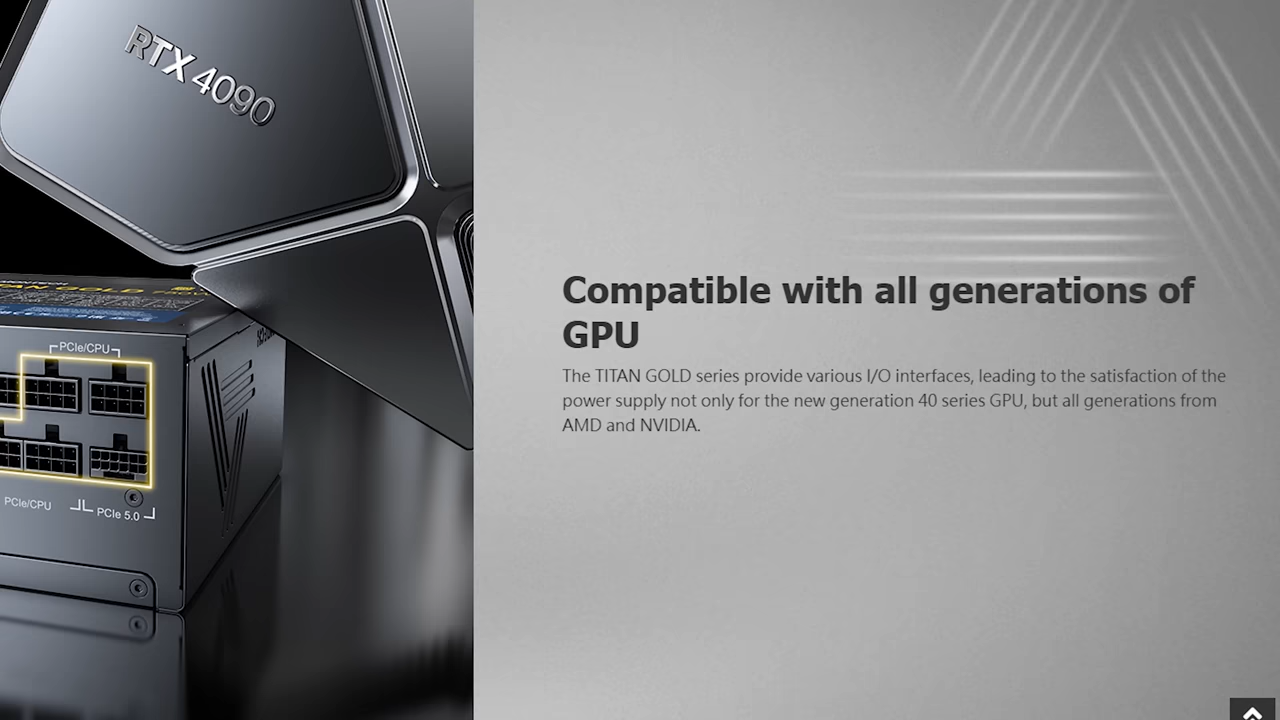 RTX 4090
TAN GOLD
PCIe/CPU
PCIe/CPU
PCIe 5.0
Compatible with all generations of
GPU
The TITAN GOLD series provide various I/O interfaces, leading to the satisfaction of the
power supply not only for the new generation 40 series GPU, but all generations from
AMD and NVIDIA.